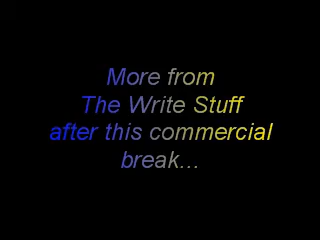 More from
The Write Stuff
after this commercial
break...